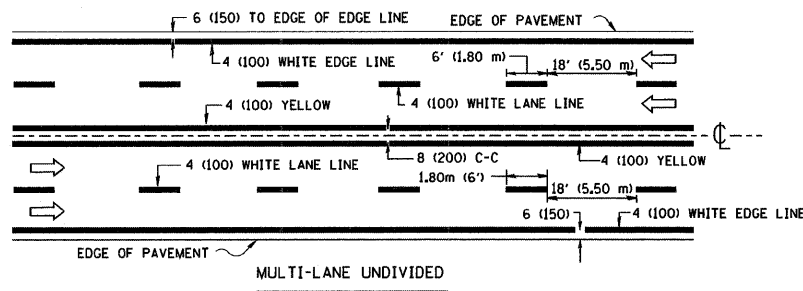 6 (150) TO EDGE OF EDGE LINE
EDGE OF PAVEMENT
4 (100) WHITE EDGE LINE
6' (1.80 m)
18' (5.50 m)
4 (100) YELLOW
4 (100) WHITE LANE LINE
℄
4 (100) WHITE LANE LINE
8 (200) C-C
4 (100) YELLOW
1.80m (6')
18' (5.50 m)
6 (150)
4 (100) WHITE EDGE LINE
EDGE OF PAVEMENT
MULTI-LANE UNDIVIDED